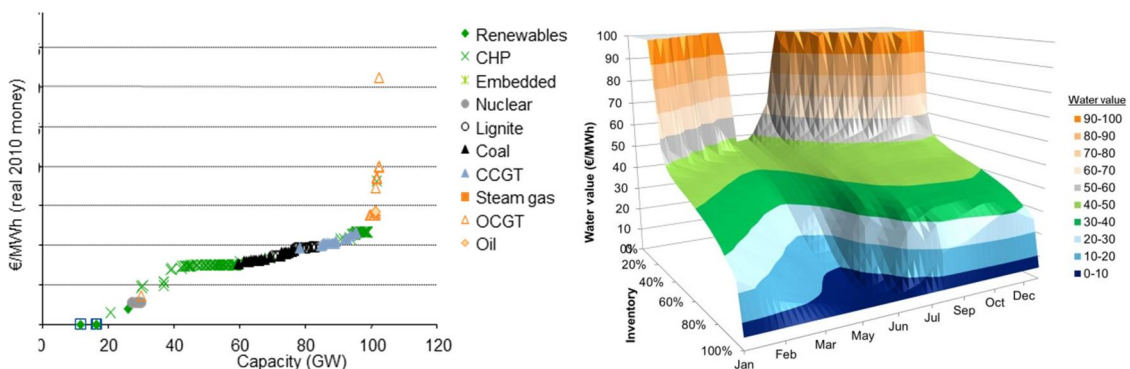 €/MWh (real 2010 money)
0 20 40 60 80 100 120
Capacity (GW)
Renewables
CHP
Embedded
Nuclear
Lignite
Coal
CCGT
Steam gas
OCGT
Oil
Water value (€/MWh)
100
90
80
70
60
50
40
30
20
10
0
0%
20%
40%
60%
80%
100%
Inventory
Jan Feb Mar May Jun Jul Sep Oct Dec
Water value
90-100
80-90
70-80
60-70
50-60
40-50
30-40
20-30
10-20
0-10